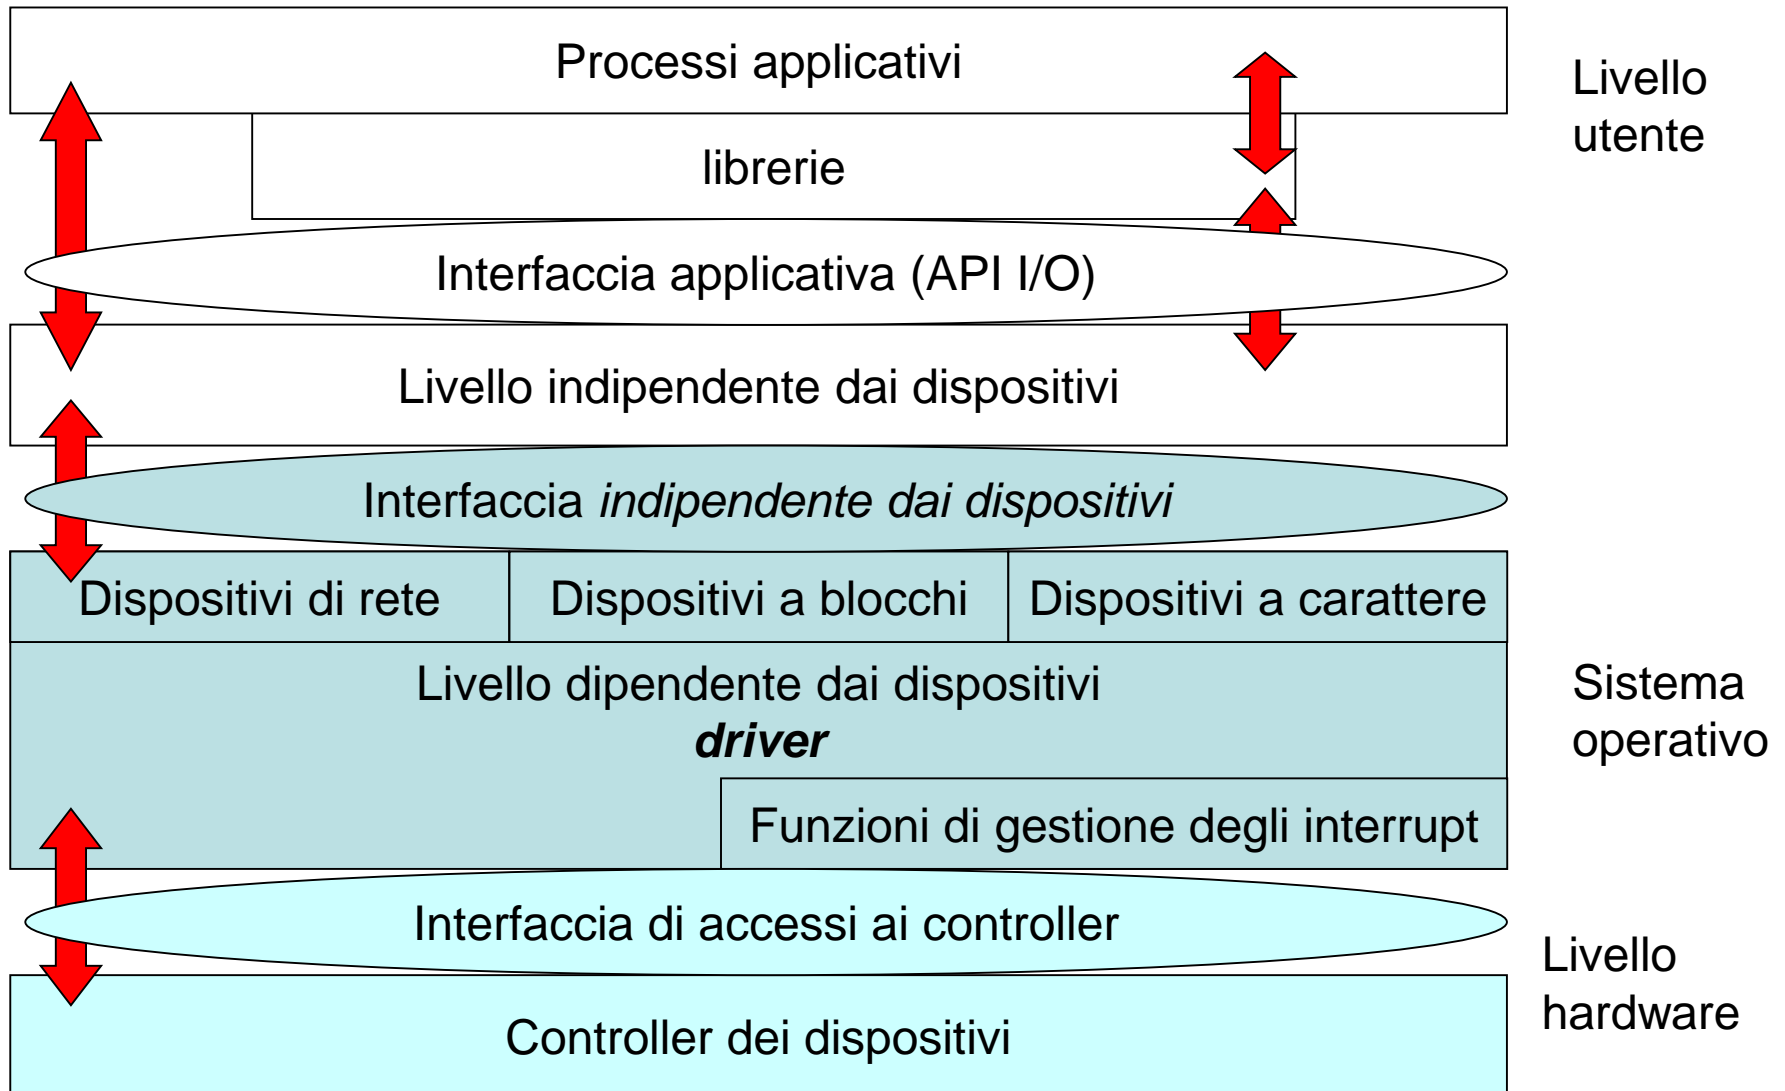 Processi applicativi
Livello
utente
librerie
Interfaccia applicativa (API I/O)
Livello indipendente dai dispositivi
Interfaccia indipendente dai dispositivi
Dispositivi di rete
Dispositivi a blocchi
Dispositivi a carattere
Livello dipendente dai dispositivi
driver
Sistema
operativo
Funzioni di gestione degli interrupt
Interfaccia di accessi ai controller
Livello
hardware
Controller dei dispositivi